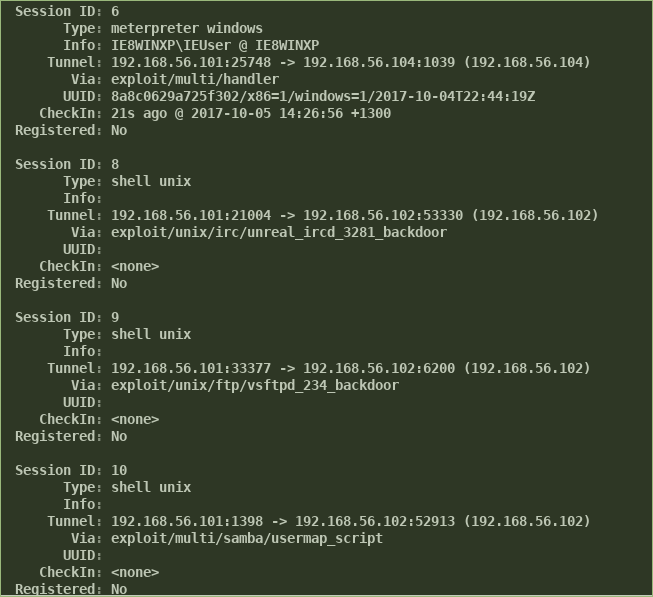 Session ID: 6
Type: meterpreter windows
Info: IE8WINXP\IEUser @ IE8WINXP
Tunnel: 192.168.56.101:25748 -> 192.168.56.104:1039 (192.168.56.104)
Via: exploit/multi/handler
UUID: 8a8c0629a725f302/x86=1/windows=1/2017-10-04T22:44:19Z
CheckIn: 21s ago @ 2017-10-05 14:26:56 +1300
Registered: No
Session ID: 8
Type: shell unix
Info:
Tunnel: 192.168.56.101:21004 -> 192.168.56.102:53330 (192.168.56.102)
Via: exploit/unix/irc/unreal_ircd_3281_backdoor
UUID:
CheckIn: <none>
Registered: No
Session ID: 9
Type: shell unix
Info:
Tunnel: 192.168.56.101:33377 -> 192.168.56.102:6200 (192.168.56.102)
Via: exploit/unix/ftp/vsftpd_234_backdoor
UUID:
CheckIn: <none>
Registered: No
Session ID: 10
Type: shell unix
Info:
Tunnel: 192.168.56.101:1398 -> 192.168.56.102:52913 (192.168.56.102)
Via: exploit/multi/samba/usermap_script
UUID:
CheckIn: <none>
Registered: No